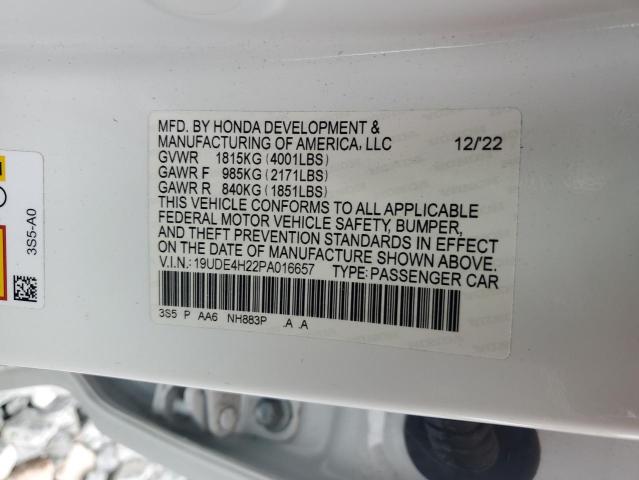 MFD. BY HONDA DEVELOPMENT &
MANUFACTURING OF AMERICA, LLC 12/'22
GVWR 1815KG (4001LBS)
GAWR F 985KG (2171LBS)
GAWR R 840KG (1851LBS)
THIS VEHICLE CONFORMS TO ALL APPLICABLE
FEDERAL MOTOR VEHICLE SAFETY, BUMPER,
AND THEFT PREVENTION STANDARDS IN EFFECT
ON THE DATE OF MANUFACTURE SHOWN ABOVE.
V.I.N.: 19UDE4H22PA016657 TYPE: PASSENGER CAR
3S5 P AA6 NH883P .A .A
3S5-A0